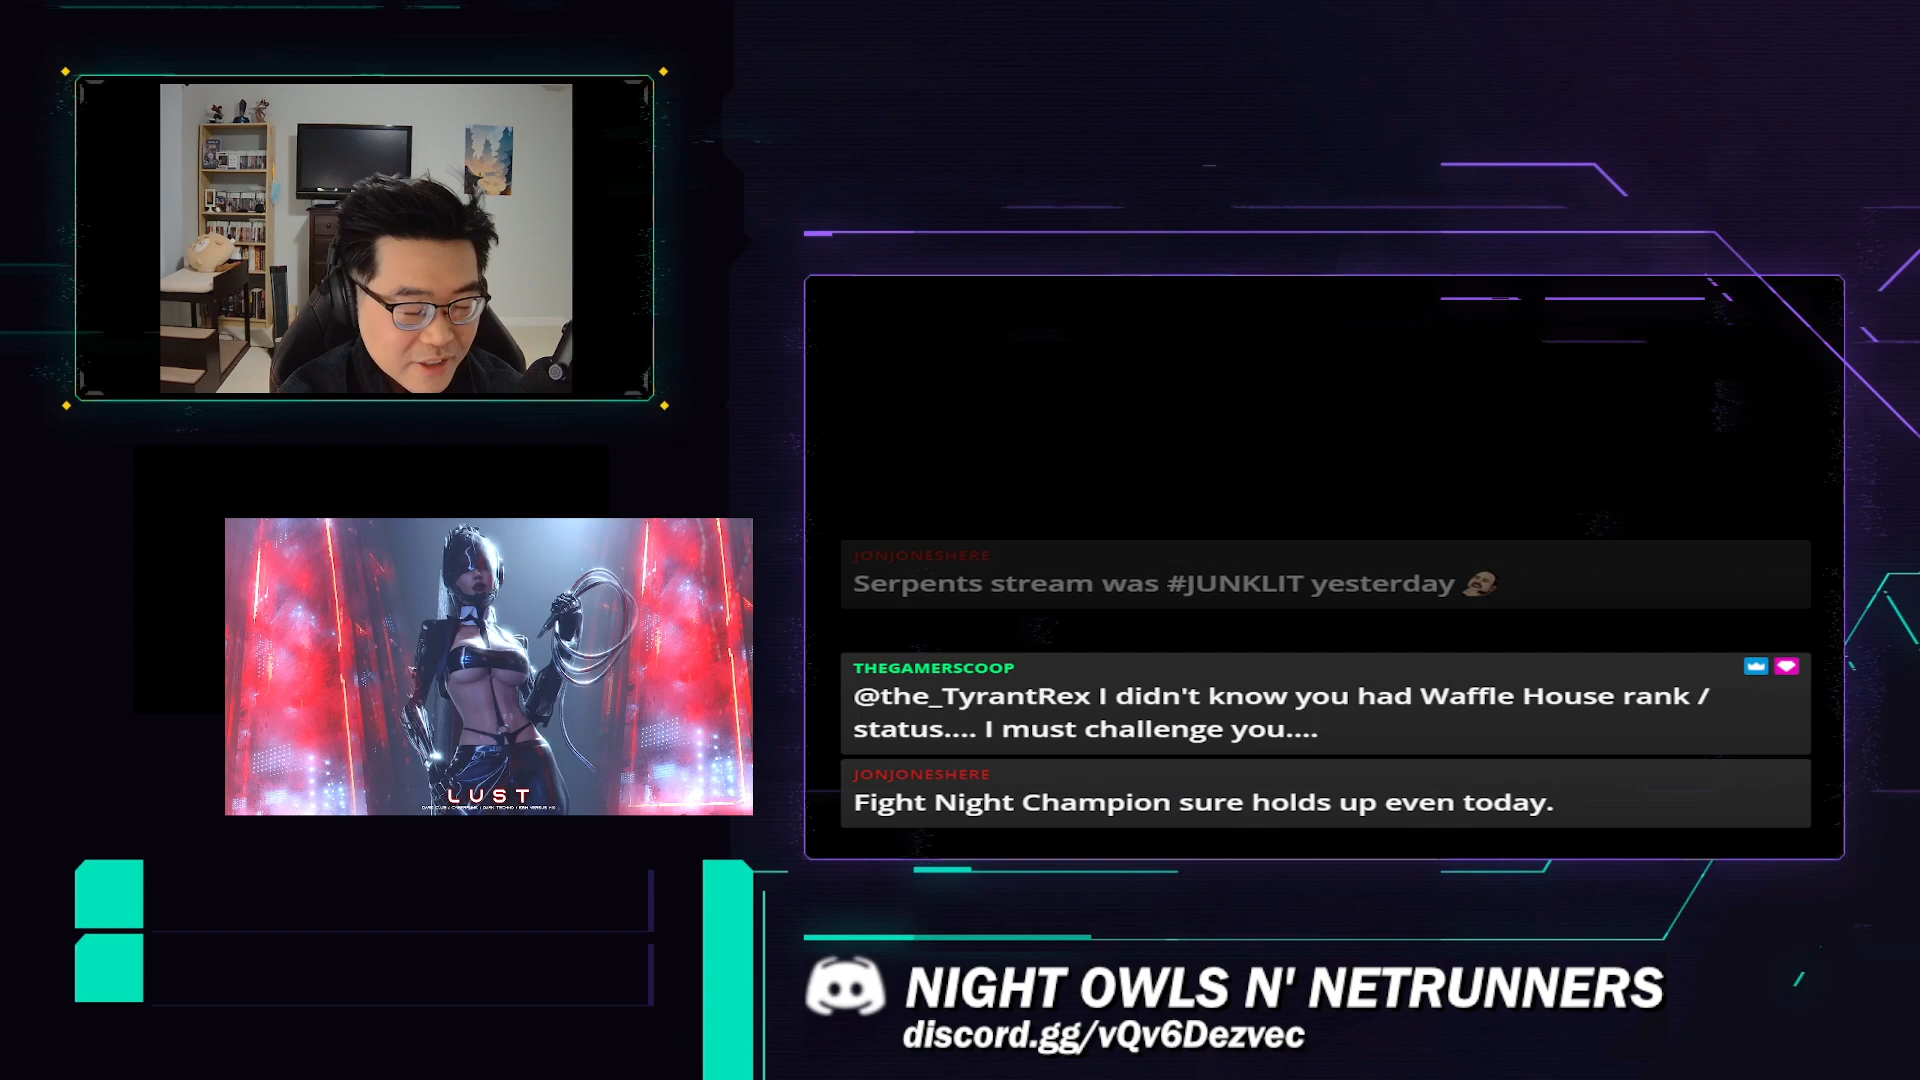 LUST
JONJONESHERE
Serpents stream was #JUNKLIT yesterday
THEGAMERSCOOP
@the_TyrantRex I didn't know you had Waffle House rank /
status.... I must challenge you....
JONJONESHERE
Fight Night Champion sure holds up even today.
NIGHT OWLS N' NETRUNNERS
discord.gg/vQv6Dezvec